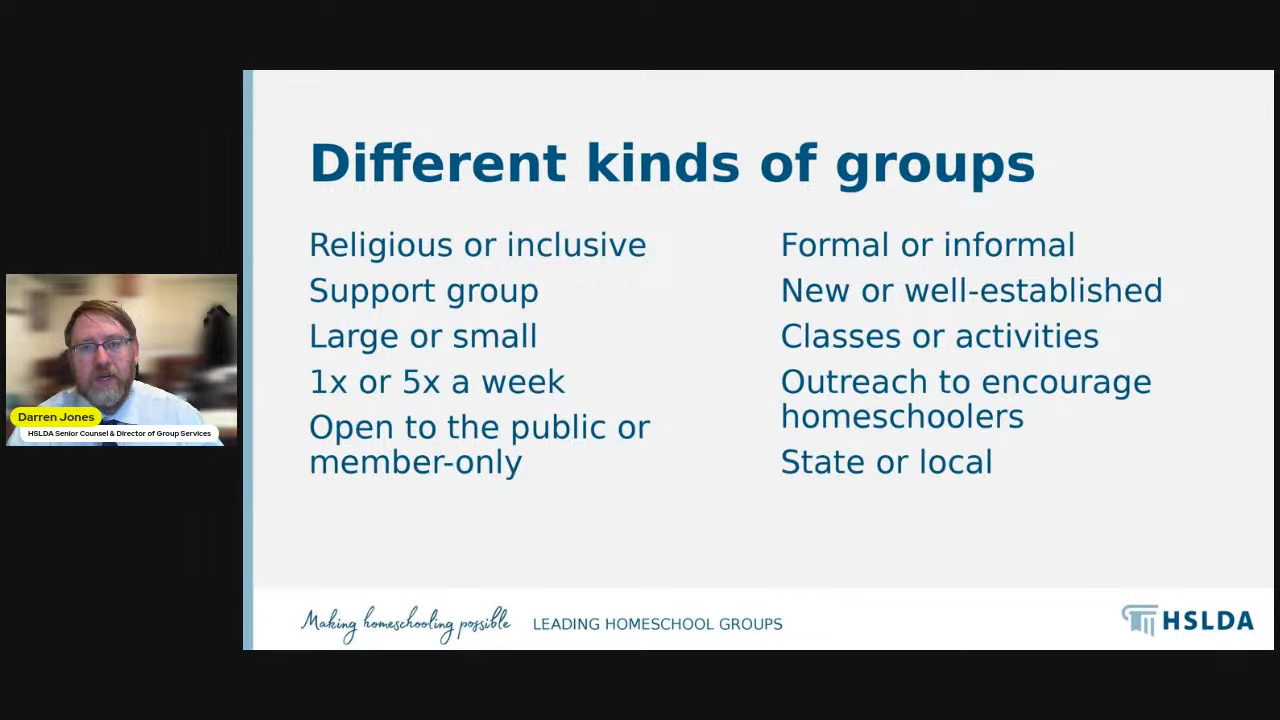 Different kinds of groups
Religious or inclusive
Support group
Large or small
1x or 5x a week
Open to the public or
member-only
Formal or informal
New or well-established
Classes or activities
Outreach to encourage
homeschoolers
State or local
Darren Jones
HSLDA Senior Counsel & Director of Group Services
Making homeschooling possible
LEADING HOMESCHOOL GROUPS
HSLDA